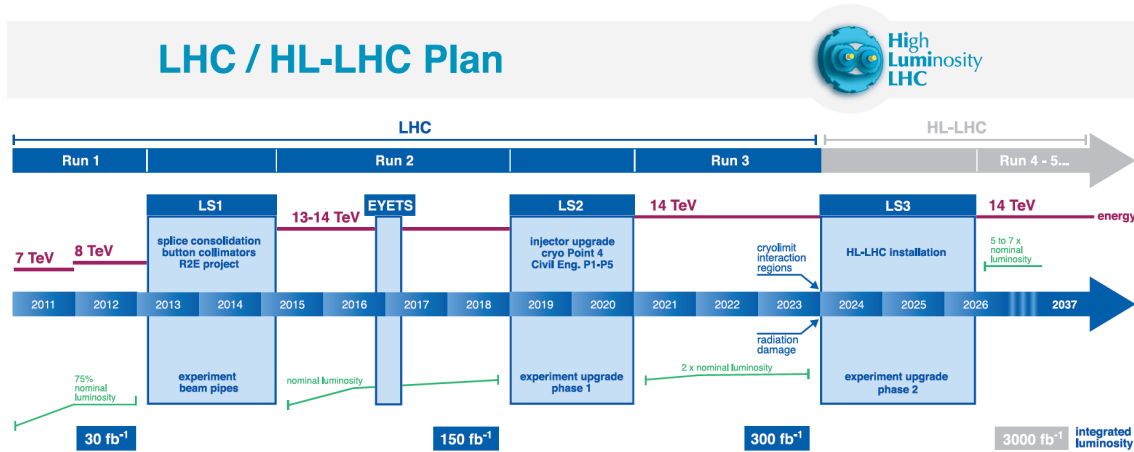 LHC / HL-LHC Plan
High
Luminosity
LHC
LHC
HL-LHC
Run 1
Run 2
Run 3
Run 4 - 5...
LS1
EYETS
LS2
LS3
7 TeV
8 TeV
13-14 TeV
14 TeV
14 TeV
energy
splice consolidation
button collimators
R2E project
injector upgrade
cryo Point 4
Civil Eng. P1-P5
cryolimit
interaction
regions
HL-LHC installation
5 to 7 x
nominal
luminosity
2011
2012
2013
2014
2015
2016
2017
2018
2019
2020
2021
2022
2023
2024
2025
2026
2037
radiation
damage
75%
nominal
luminosity
experiment
beam pipes
nominal luminosity
experiment upgrade
phase 1
2 x nominal luminosity
experiment upgrade
phase 2
30 fb⁻¹
150 fb⁻¹
300 fb⁻¹
3000 fb⁻¹
integrated
luminosity